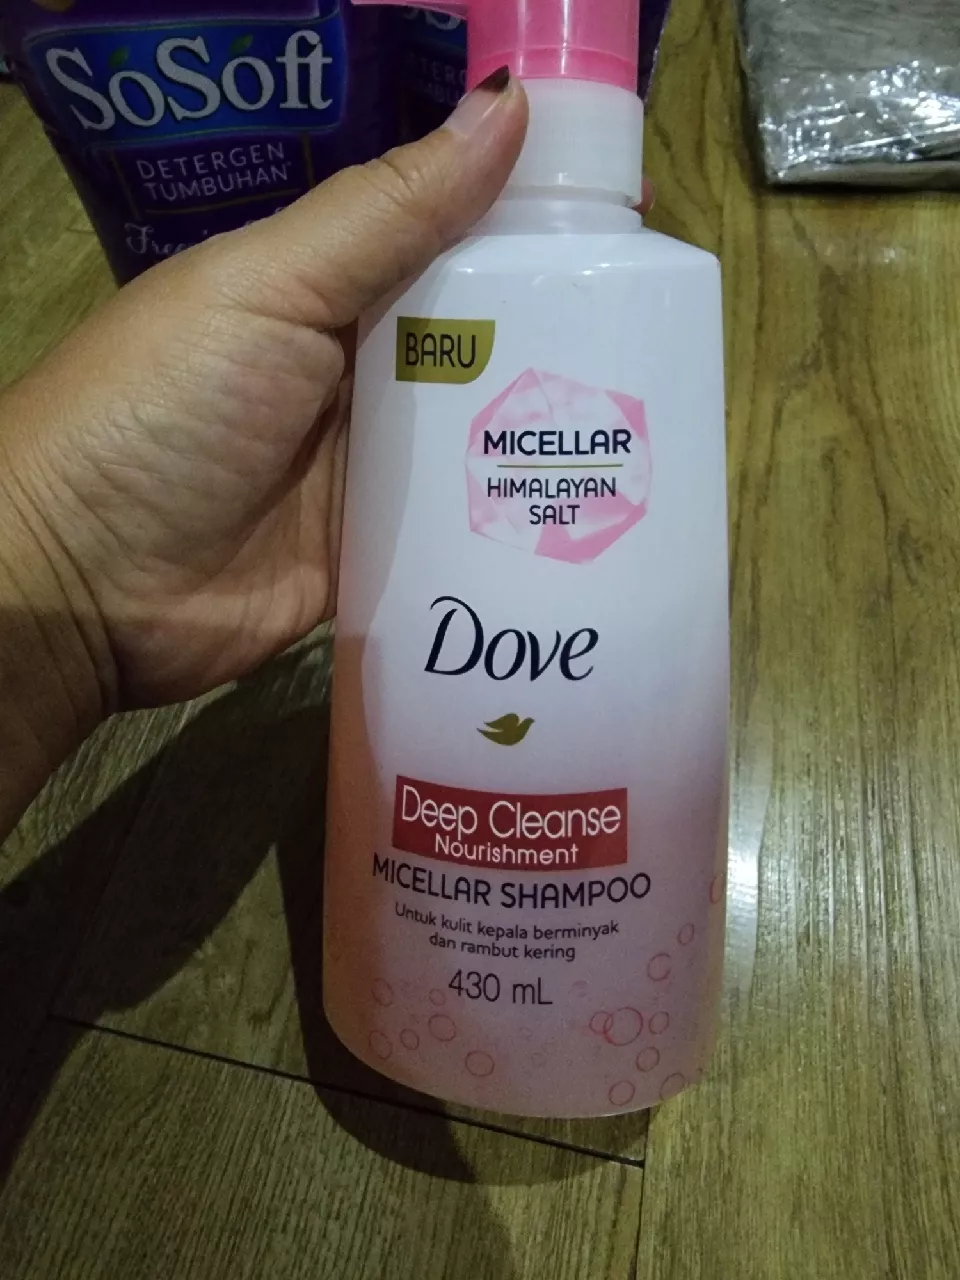 SóSóft
DETERGEN
TUMBUHAN
BARU
MICELLAR
HIMALAYAN
SALT
Dove
Deep Cleanse
Nourishment
MICELLAR SHAMPOO
Untuk kulit kepala berminyak
dan rambut kering
430 mL